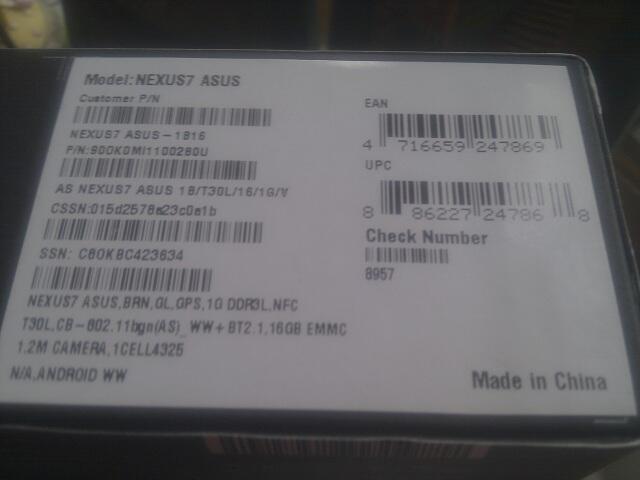 Model:NEXUS7 ASUS
Customer P/N
NEXUS7 ASUS-1B16
P/N:90OK0MI1100280U
AS NEXUS7 ASUS 1B/T30L/16/1G/V
CSSN:015d2578a23c0a1b
SSN: C60KBC423634
NEXUS7 ASUS,BRN,GL,GPS,1G DDR3L,NFC
T30L,CB-802.11bgn(AS)_WW+BT2.1,16GB EMMC
1.2M CAMERA,1CELL4325
N/A,ANDROID WW
EAN
4 716659 247869
UPC
8 86227 24786 8
Check Number
8957
Made in China